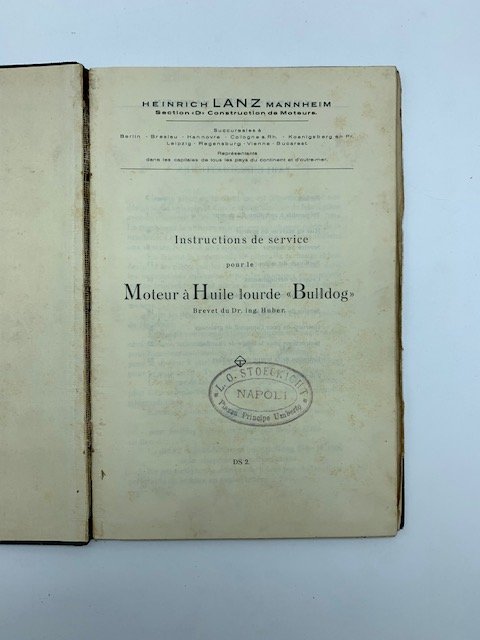 HEINRICH LANZ MANNHEIM
Section «D» Construction de Moteurs.
Succursales à
Berlin - Breslau - Hannovre - Cologne a. Rh. - Koenigsberg en Pr.
Leipzig - Regensburg - Vienne - Bucarest.
Représentants
dans les capitales de tous les pays du continent et d'outremer.
Instructions de service
pour le
Moteur à Huile lourde «Bulldog»
Brevet du Dr. ing. Huber.
L. O. STOECKICHT
NAPOLI
Piazza Principe Umberto
DS 2.